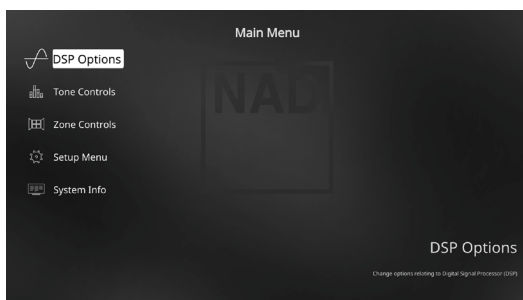 Main Menu
DSP Options
Tone Controls
Zone Controls
Setup Menu
System Info
NAD
DSP Options
Change options relating to Digital Signal Processor (DSP)